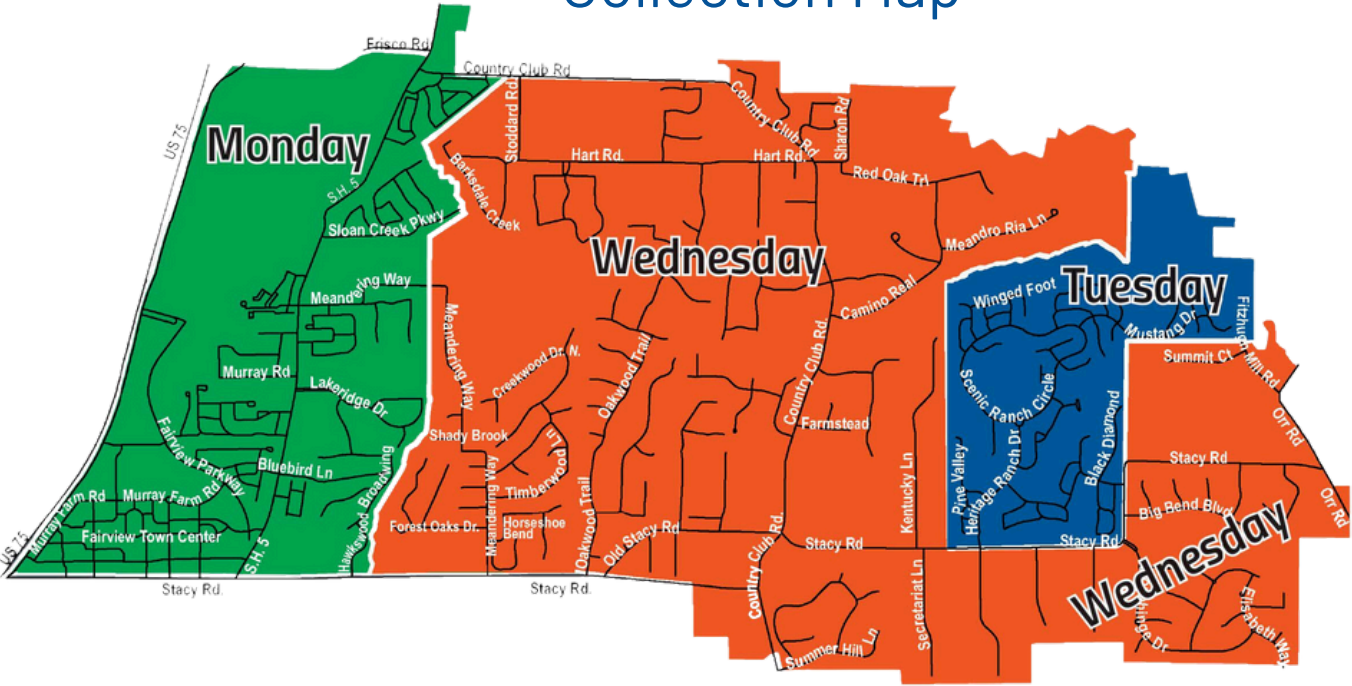 Collection Map
Frisco Rd
Country Club Rd
US 75
Monday
Stoddard Rd.
Country Club Rd
Sharon Rd
Hart Rd.
Hart Rd.
Barksdale Creek
Red Oak Trl
S.H. 5
Sloan Creek Pkwy
Meandro Ria Ln
Wednesday
Tuesday
Meandering Way
Camino Real
Winged Foot
Mustang Dr
Fitzhugh Mill Rd
Meandering Way
Creekwood Dr. N.
Oakwood Trail
Country Club Rd.
Summit Ct
Murray Rd
Lakeridge Dr
Scenic Ranch Circle
Orr Rd
Farmstead
Shady Brook
Fairview Parkway
Bluebird Ln
Black Diamond
Stacy Rd
Timberwood Ln
Meandering Way
Kentucky Ln
Pine Valley
Heritage Ranch Dr
Murray Farm Rd
Murray Farm Rd
Hawkswood Broadwing
Oakwood Trail
Big Bend Blvd
Orr Rd
Forest Oaks Dr.
Horseshoe
Bend
Old Stacy Rd
Fairview Town Center
US 75
S.H. 5
Stacy Rd
Stacy Rd
Wednesday
Stacy Rd.
Stacy Rd.
Country Club Rd.
Secretariat Ln
Elisabeth Way
Summer Hill Ln